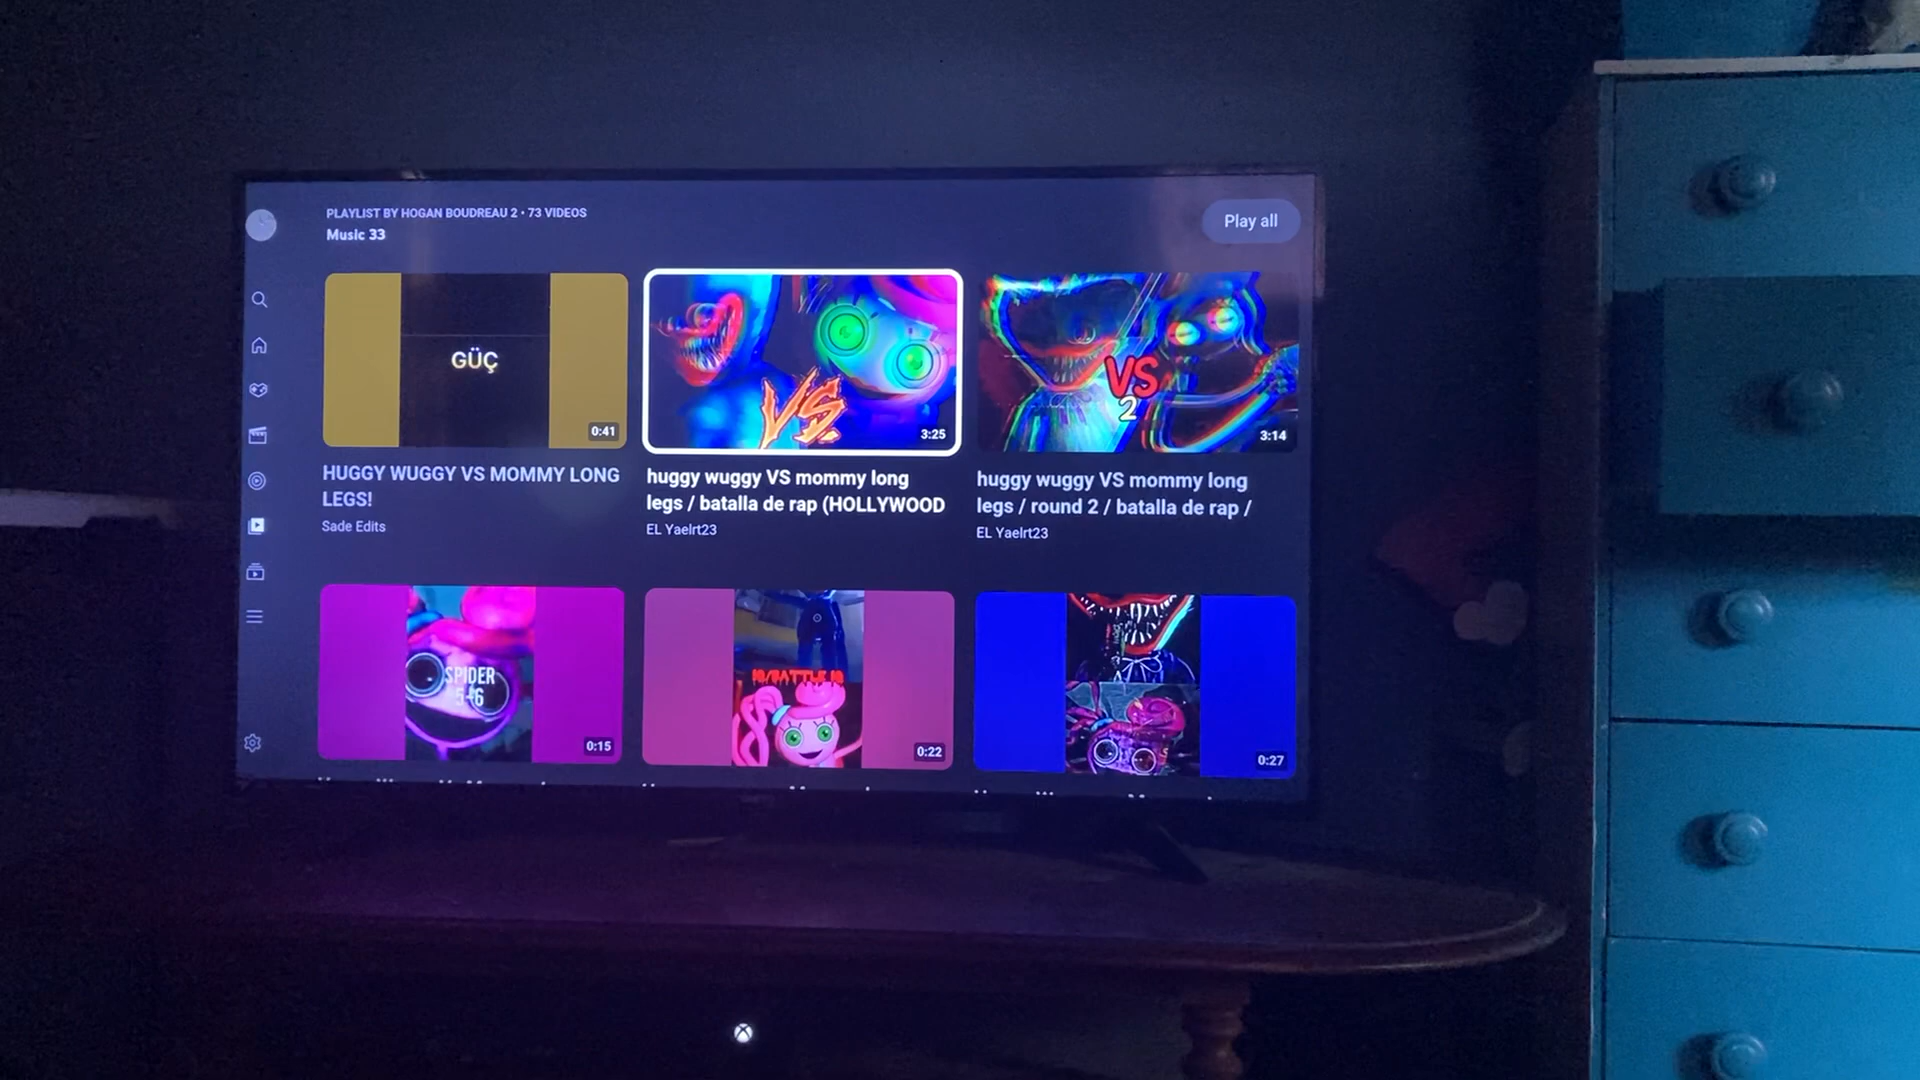 PLAYLIST BY HOGAN BOUDREAU 2 • 73 VIDEOS
Music 33
Play all
GÜÇ
0:41
VS.
3:25
VS
2
3:14
HUGGY WUGGY VS MOMMY LONG
LEGS!
Sade Edits
huggy wuggy VS mommy long
legs / batalla de rap (HOLLYWOOD
EL Yaelrt23
huggy wuggy VS mommy long
legs / round 2 / batalla de rap /
EL Yaelrt23
SPIDER
5-6
0:15
0:22
0:27